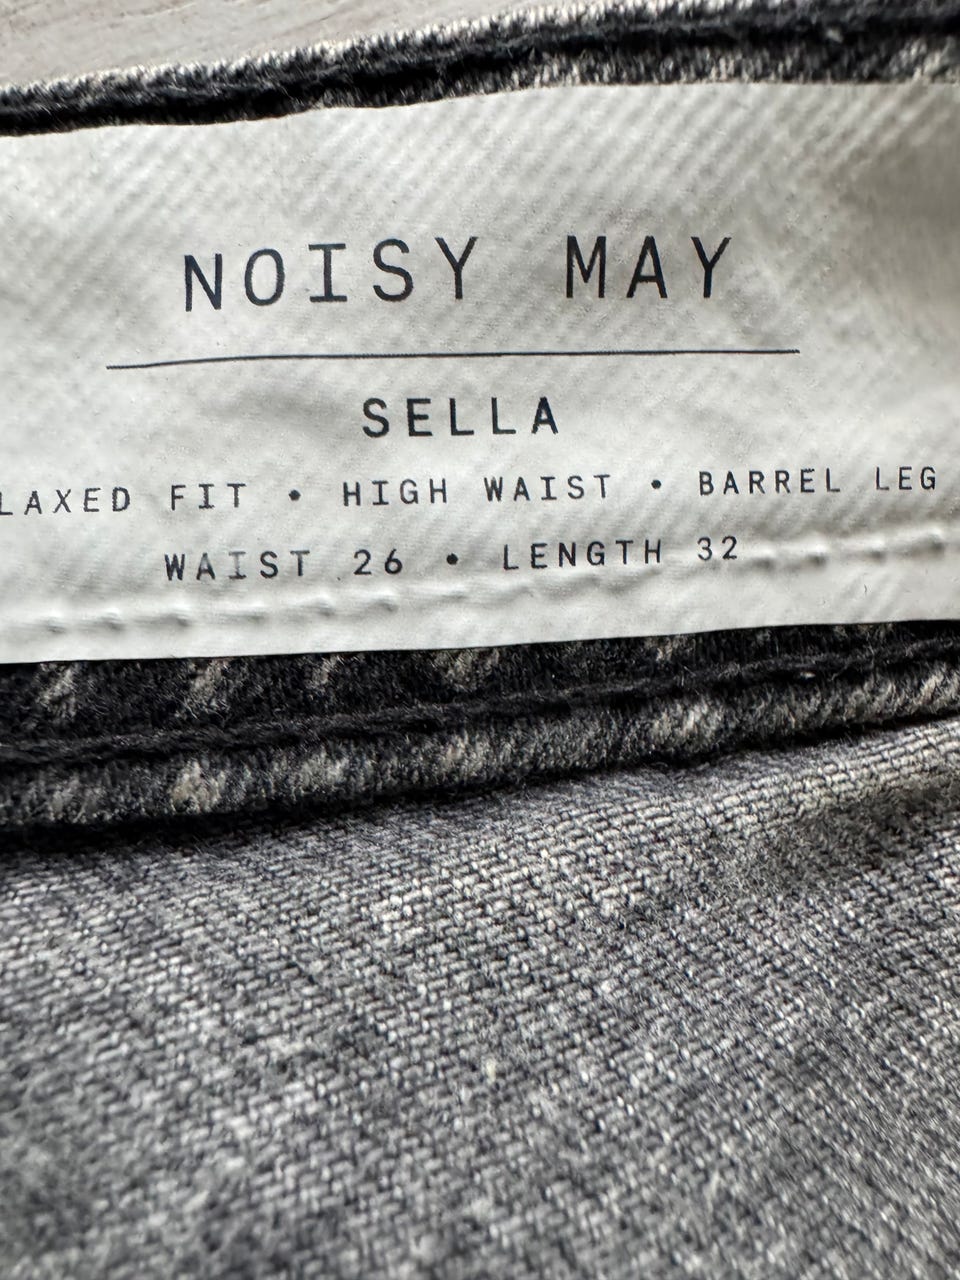 NOISY MAY
SELLA
LAXED FIT • HIGH WAIST • BARREL LEG
WAIST 26 • LENGTH 32